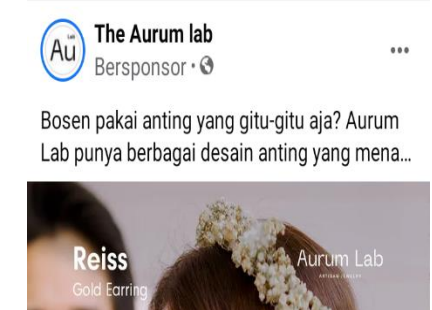 Au
The Aurum lab
Bersponsor ·
Bosen pakai anting yang gitu-gitu aja? Aurum
Lab punya berbagai desain anting yang mena...
Reiss
Gold Earring
Aurum Lab